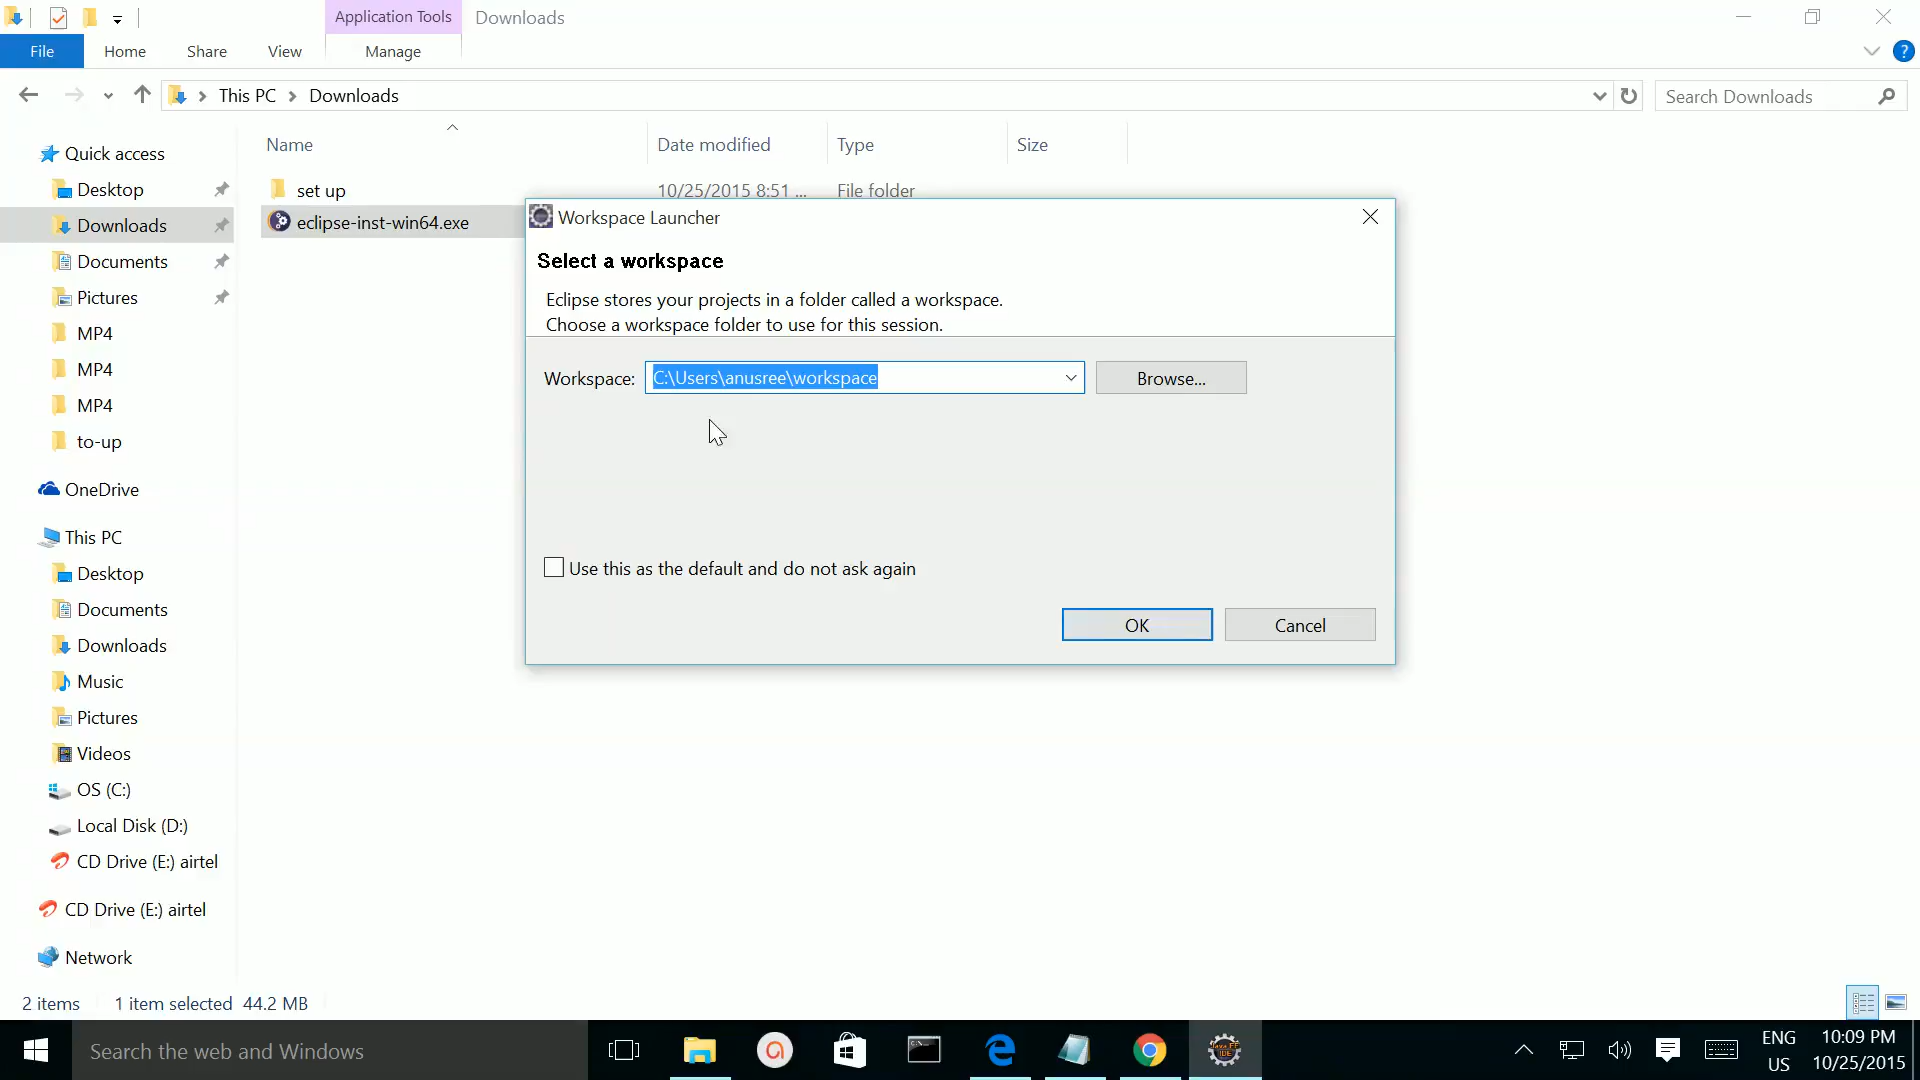 Application Tools
Downloads
File
Home
Share
View
Manage
This PC
Downloads
Search Downloads
Name
Date modified
Type
Size
Quick access
Desktop
Downloads
Documents
Pictures
MP4
MP4
MP4
to-up
OneDrive
This PC
Desktop
Documents
Downloads
Music
Pictures
Videos
OS (C:)
Local Disk (D:)
CD Drive (E:) airtel
CD Drive (E:) airtel
Network
set up
10/25/2015 8:51 ...
File folder
eclipse-inst-win64.exe
Workspace Launcher
Select a workspace
Eclipse stores your projects in a folder called a workspace.
Choose a workspace folder to use for this session.
Workspace:
C:\Users\anusree\workspace
Browse...
Use this as the default and do not ask again
OK
Cancel
2 items
1 item selected
44.2 MB
Search the web and Windows
ENG
US
10:09 PM
10/25/2015